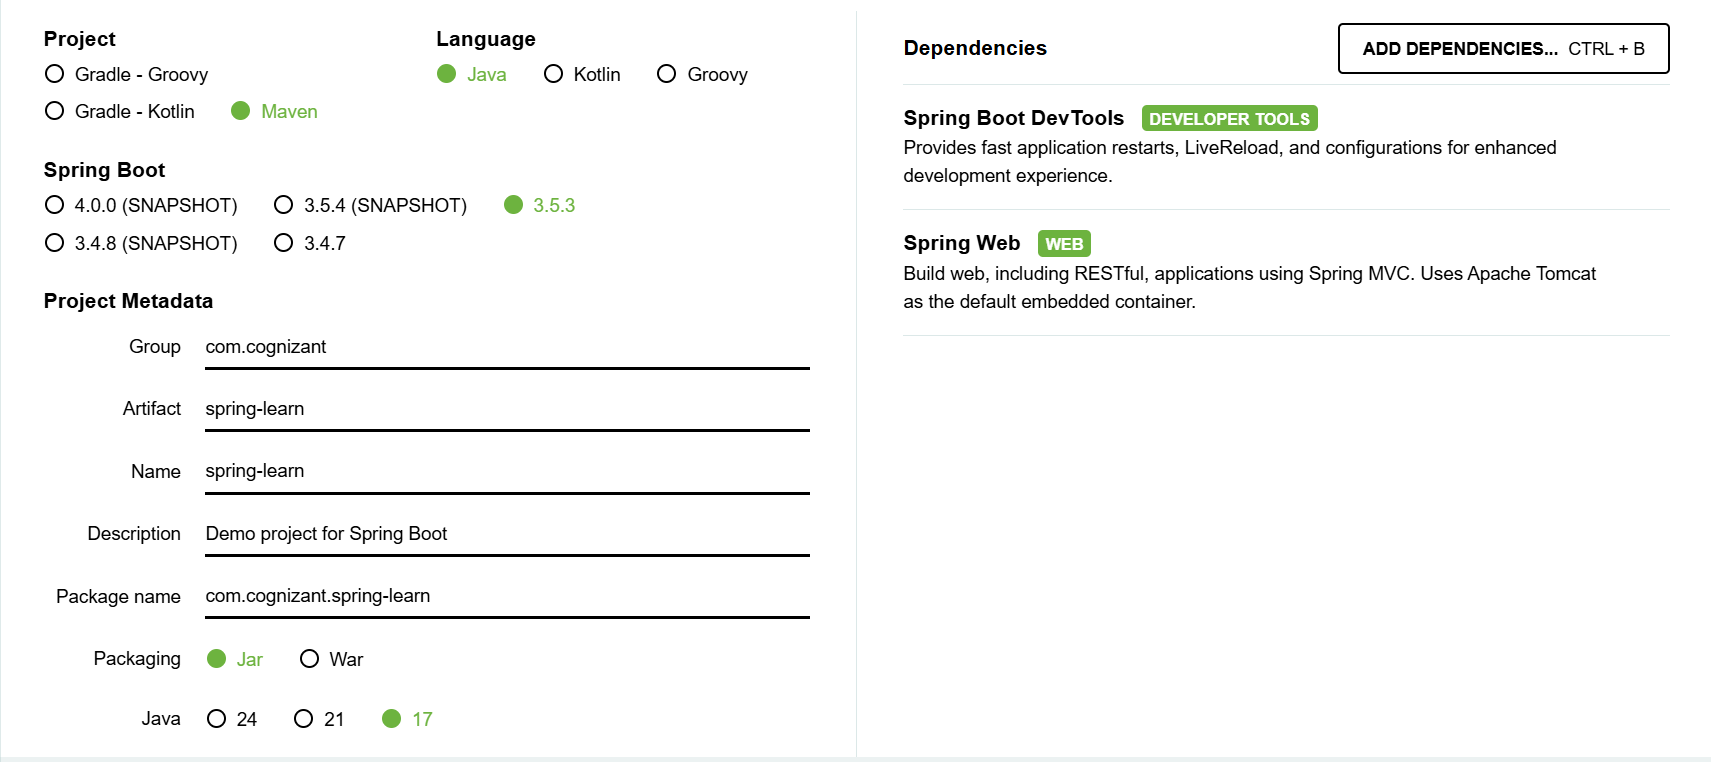 Project
Gradle - Groovy
Gradle - Kotlin Maven
Language
Java Kotlin Groovy
Spring Boot
4.0.0 (SNAPSHOT) 3.5.4 (SNAPSHOT) 3.5.3
3.4.8 (SNAPSHOT) 3.4.7
Project Metadata
Group com.cognizant
Artifact spring-learn
Name spring-learn
Description Demo project for Spring Boot
Package name com.cognizant.spring-learn
Packaging Jar War
Java 24 21 17
Dependencies ADD DEPENDENCIES... CTRL + B
Spring Boot DevTools DEVELOPER TOOLS
Provides fast application restarts, LiveReload, and configurations for enhanced
development experience.
Spring Web WEB
Build web, including RESTful, applications using Spring MVC. Uses Apache Tomcat
as the default embedded container.